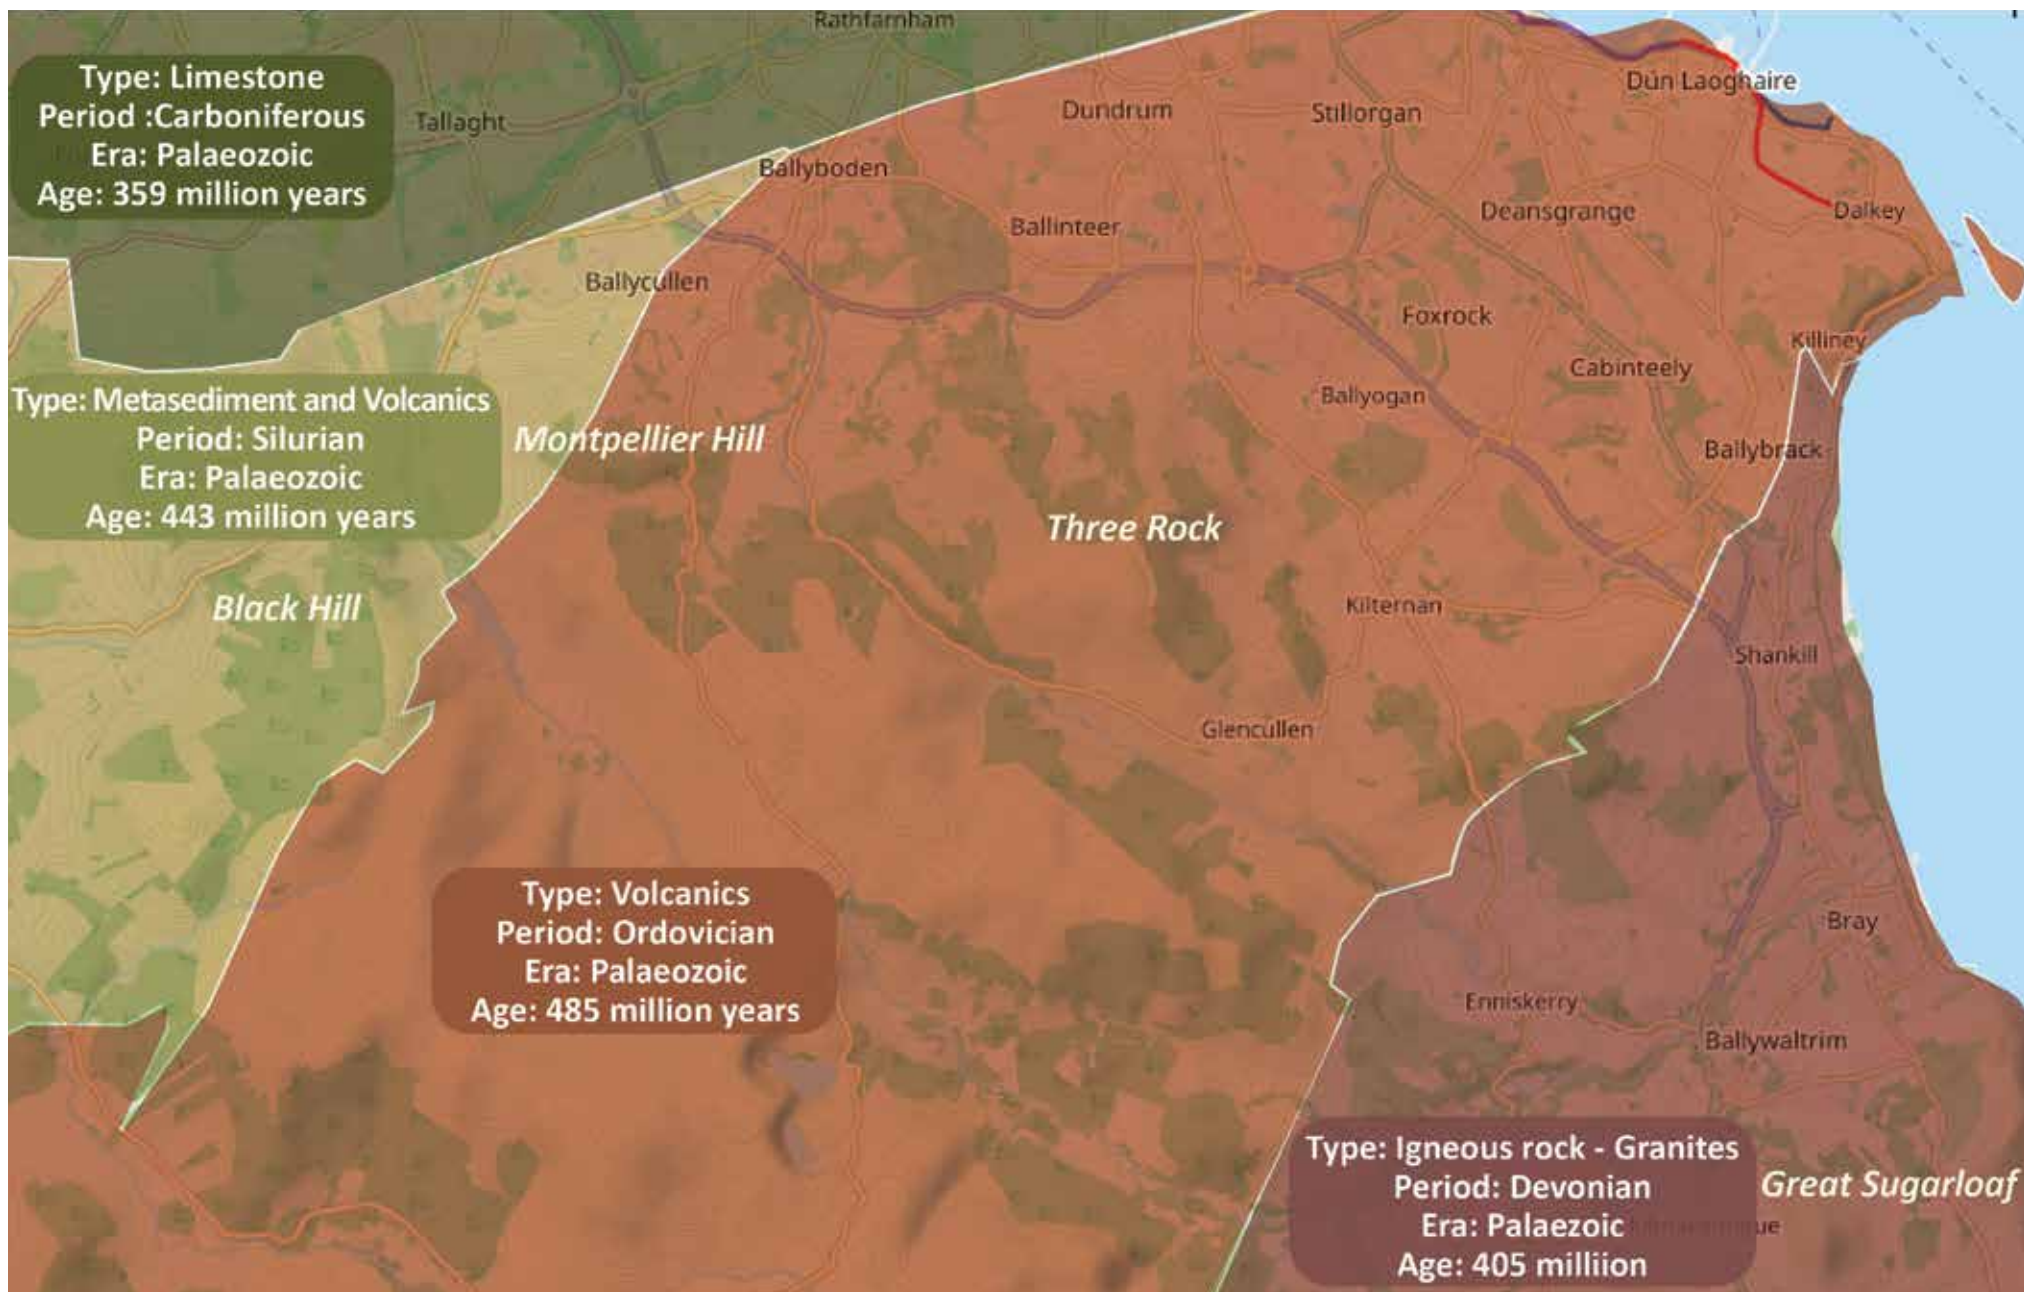 Rathfarnham
Type: Limestone
Period :Carboniferous
Era: Palaeozoic
Age: 359 million years
Tallaght
Dundrum
Stillorgan
Dún Laoghaire
Ballyboden
Ballinteer
Deansgrange
Dalkey
Ballycullen
Foxrock
Killiney
Cabinteely
Ballyogan
Type: Metasediment and Volcanics
Period: Silurian
Era: Palaeozoic
Age: 443 million years
Montpellier Hill
Ballybrack
Three Rock
Black Hill
Kilternan
Shankill
Glencullen
Type: Volcanics
Period: Ordovician
Era: Palaeozoic
Age: 485 million years
Bray
Enniskerry
Ballywaltrim
Type: Igneous rock - Granites
Period: Devonian
Era: Palaezoic
Age: 405 milliion
Great Sugarloaf